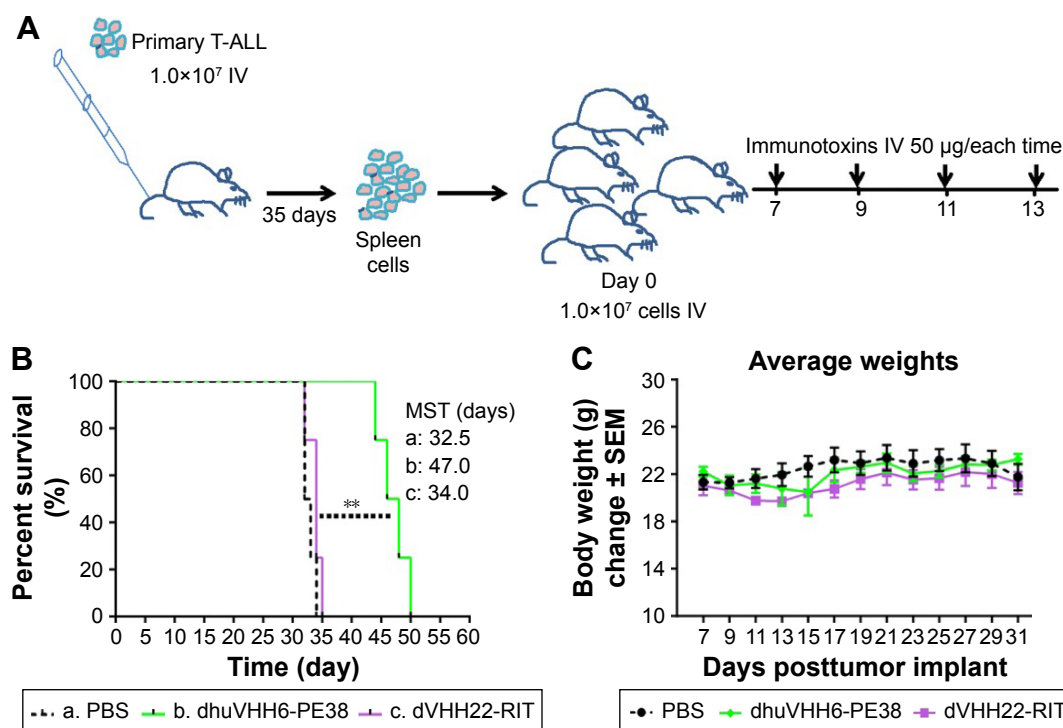 A
Primary T-ALL
1.0×10⁷ IV
35 days
Spleen
cells
Day 0
1.0×10⁷ cells IV
Immunotoxins IV 50 µg/each time
7 9 11 13
B
Percent survival
(%)
100
80
60
40
20
0
MST (days)
a: 32.5
b: 47.0
c: 34.0
**
0 5 10 15 20 25 30 35 40 45 50 55 60
Time (day)
a. PBS b. dhuVHH6-PE38 c. dVHH22-RIT
C
Average weights
Body weight (g)
change ± SEM
30
26
22
18
14
10
7 9 11 13 15 17 19 21 23 25 27 29 31
Days posttumor implant
PBS dhuVHH6-PE38 dVHH22-RIT